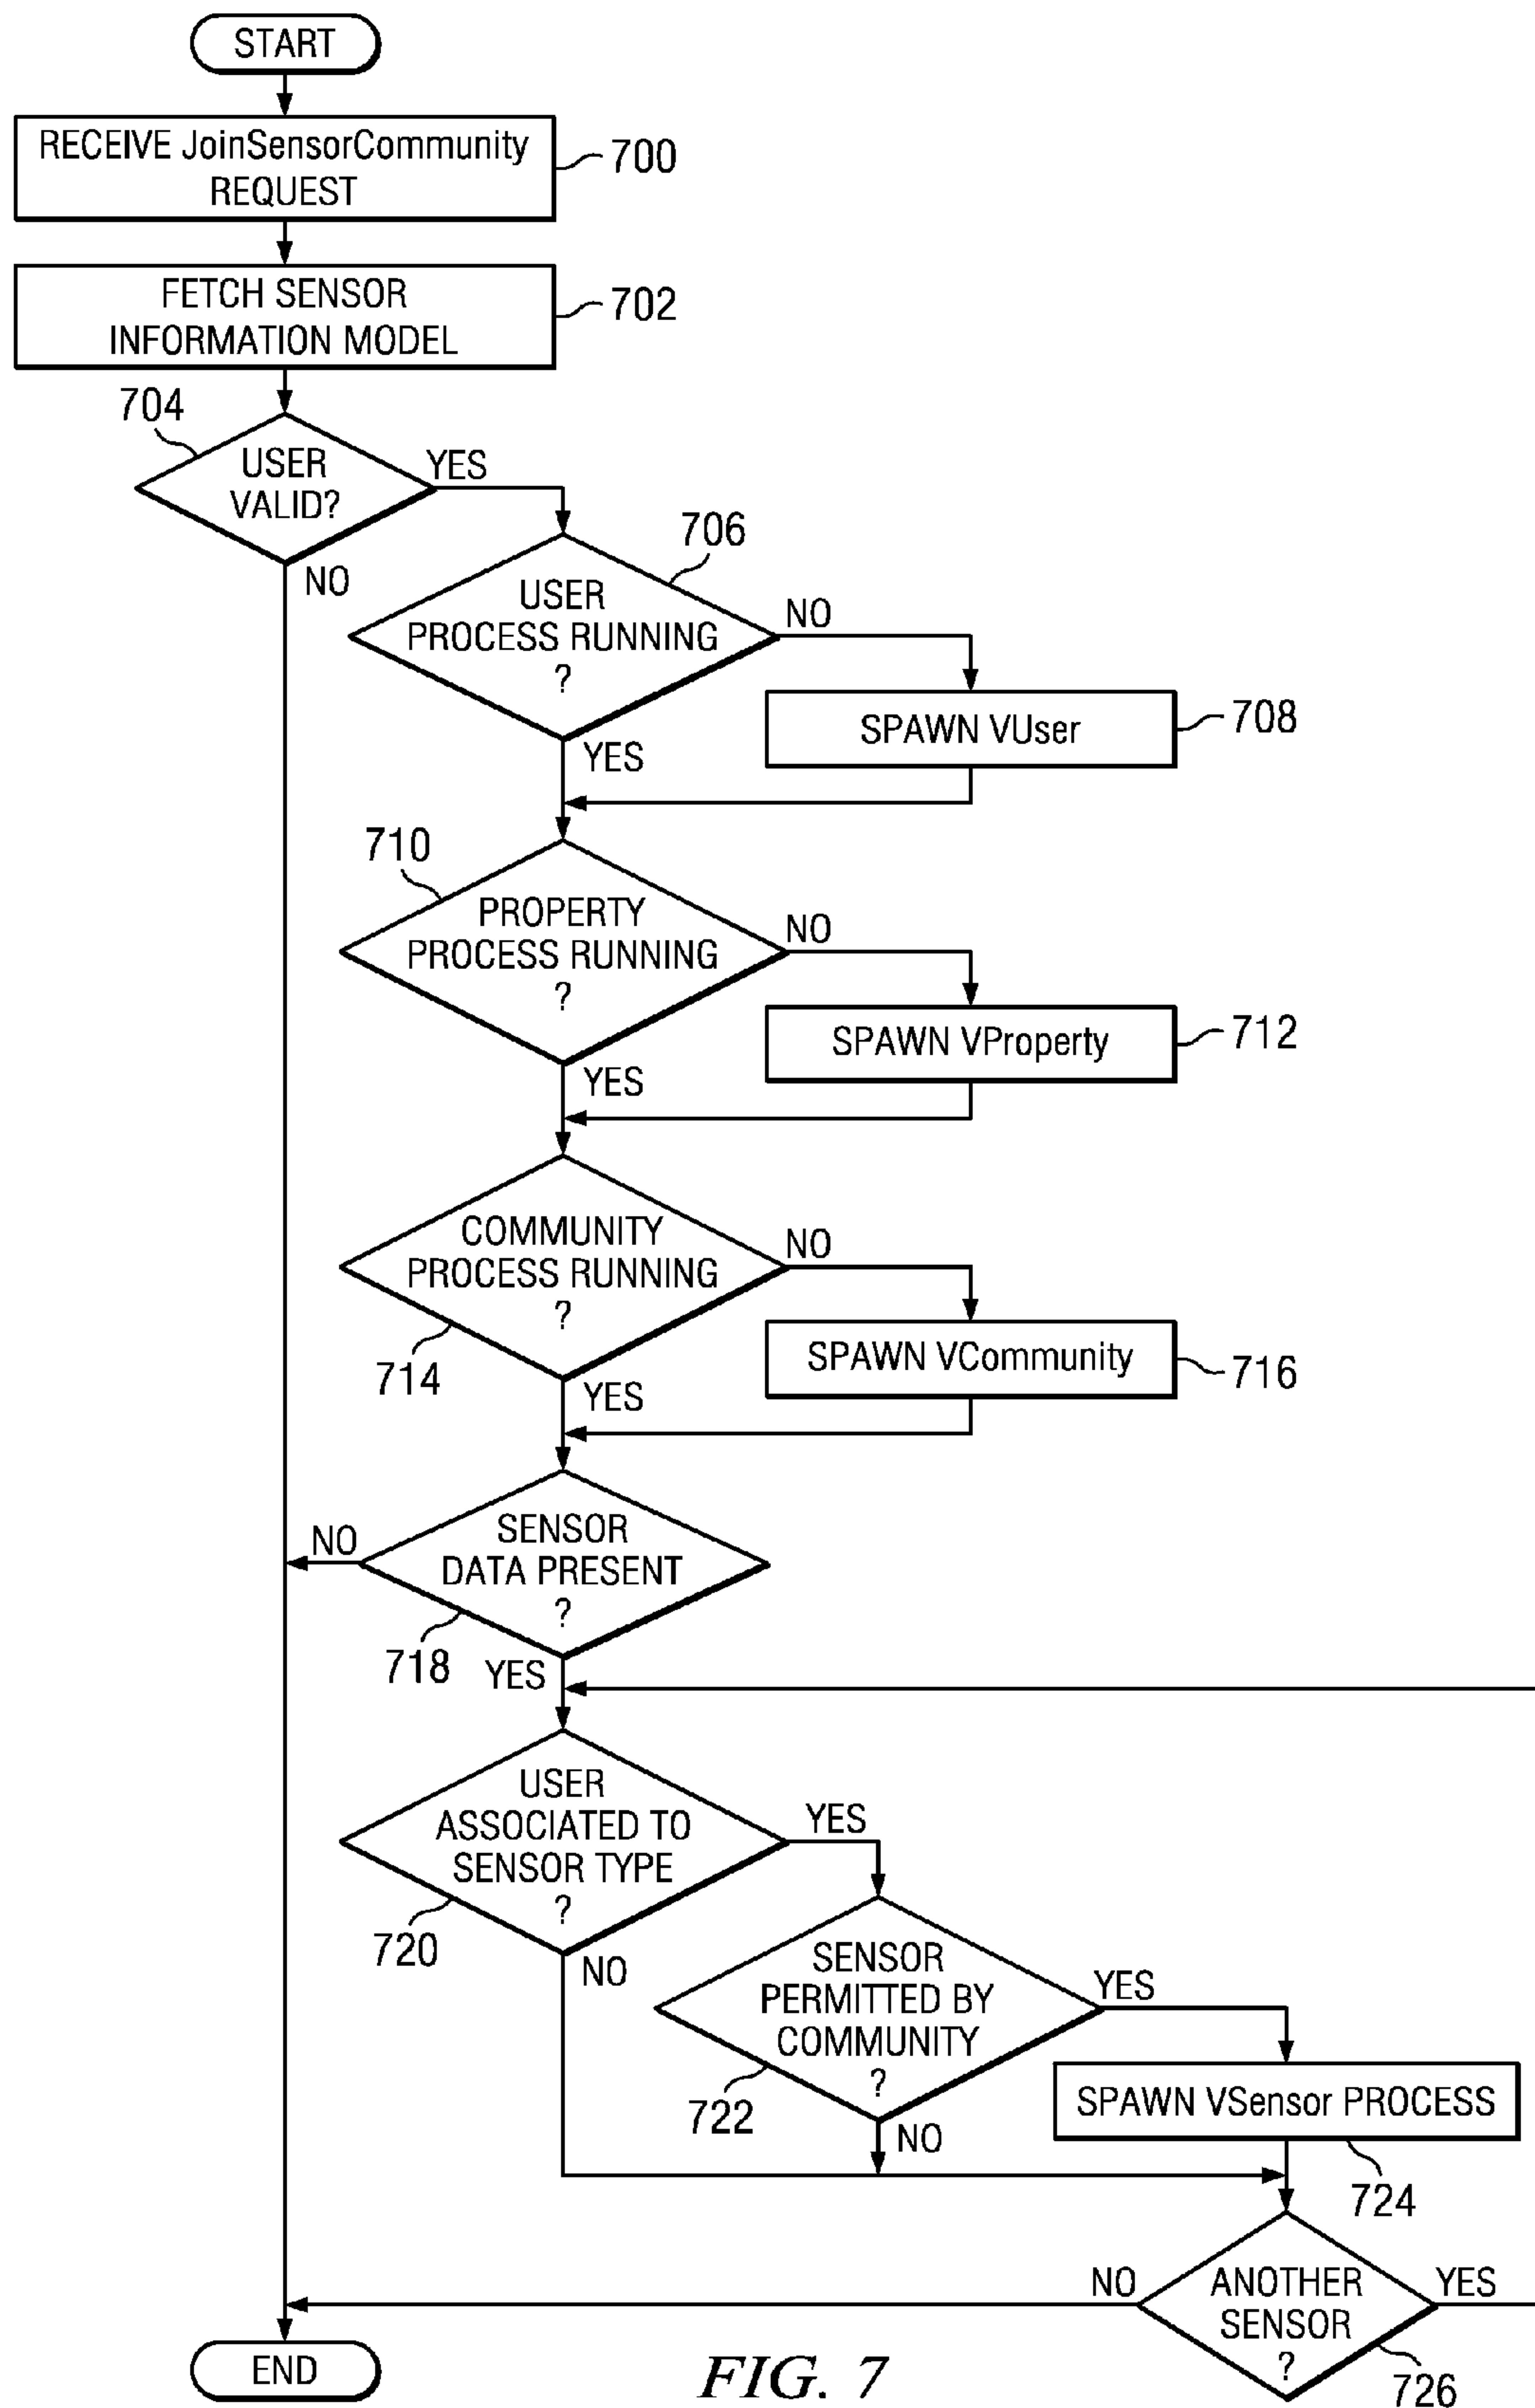 START
RECEIVE JoinSensorCommunity
REQUEST
700
FETCH SENSOR
INFORMATION MODEL
702
704
USER
VALID?
YES
NO
706
USER
PROCESS RUNNING
?
NO
YES
SPAWN VUser
708
710
PROPERTY
PROCESS RUNNING
?
NO
YES
SPAWN VProperty
712
COMMUNITY
PROCESS RUNNING
?
NO
714
YES
SPAWN VCommunity
716
SENSOR
DATA PRESENT
?
NO
718
YES
USER
ASSOCIATED TO
SENSOR TYPE
?
YES
720
NO
SENSOR
PERMITTED BY
COMMUNITY
?
YES
722
NO
SPAWN VSensor PROCESS
724
ANOTHER
SENSOR
?
NO
YES
726
END
FIG. 7